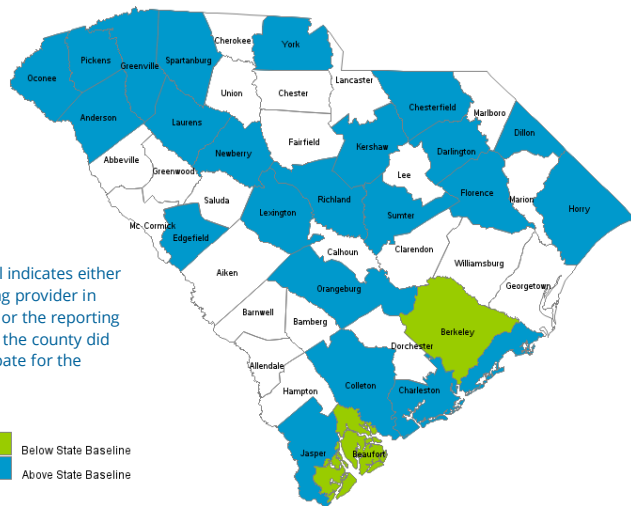 Cherokee
York
Pickens
Greenville
Spartanburg
Oconee
Lancaster
Union
Chester
Chesterfield
Marlboro
Anderson
Laurens
Dillon
Fairfield
Kershaw
Darlington
Abbeville
Newberry
Greenwood
Lee
Florence
Saluda
Richland
Marion
Lexington
Sumter
Horry
Mc Cormick
Edgefield
Calhoun
Clarendon
Williamsburg
Aiken
Orangeburg
Georgetown
Barnwell
Bamberg
Berkeley
Dorchester
Allendale
Colleton
Charleston
Hampton
Jasper
Beaufort
l indicates either
g provider in
or the reporting
the county did
pate for the
Below State Baseline
Above State Baseline